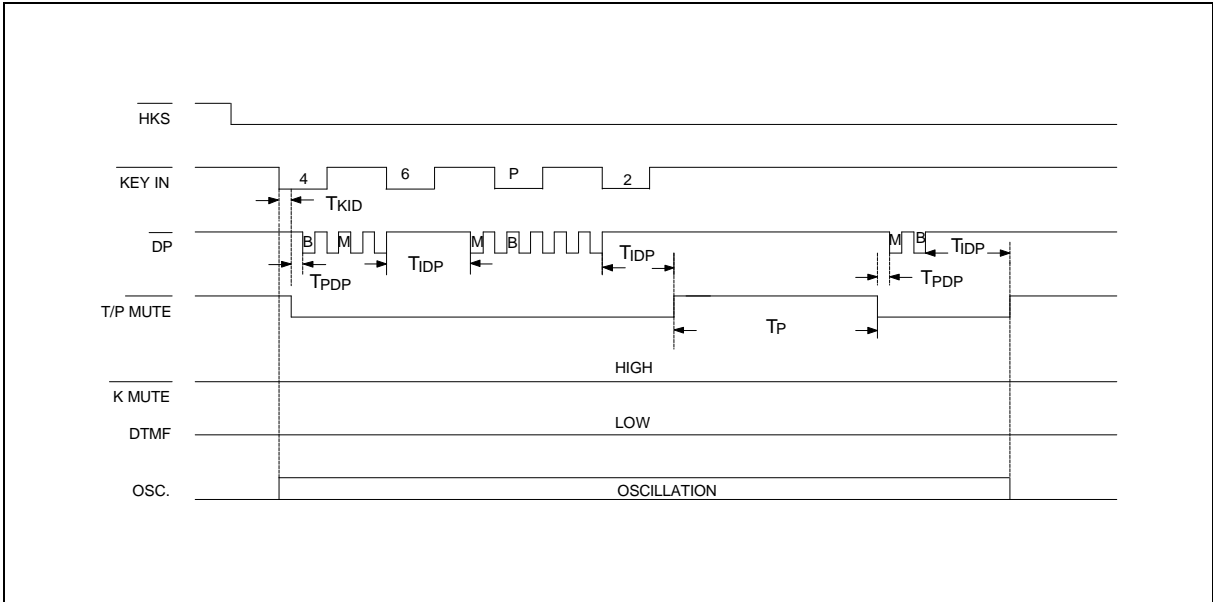 HKS
KEY IN
4 6 P 2
TKID
DP
B M M B M B
TIDP TIDP TIDP
TPDP TPDP
T/P MUTE
TP
HIGH
K MUTE
LOW
DTMF
OSC.
OSCILLATION